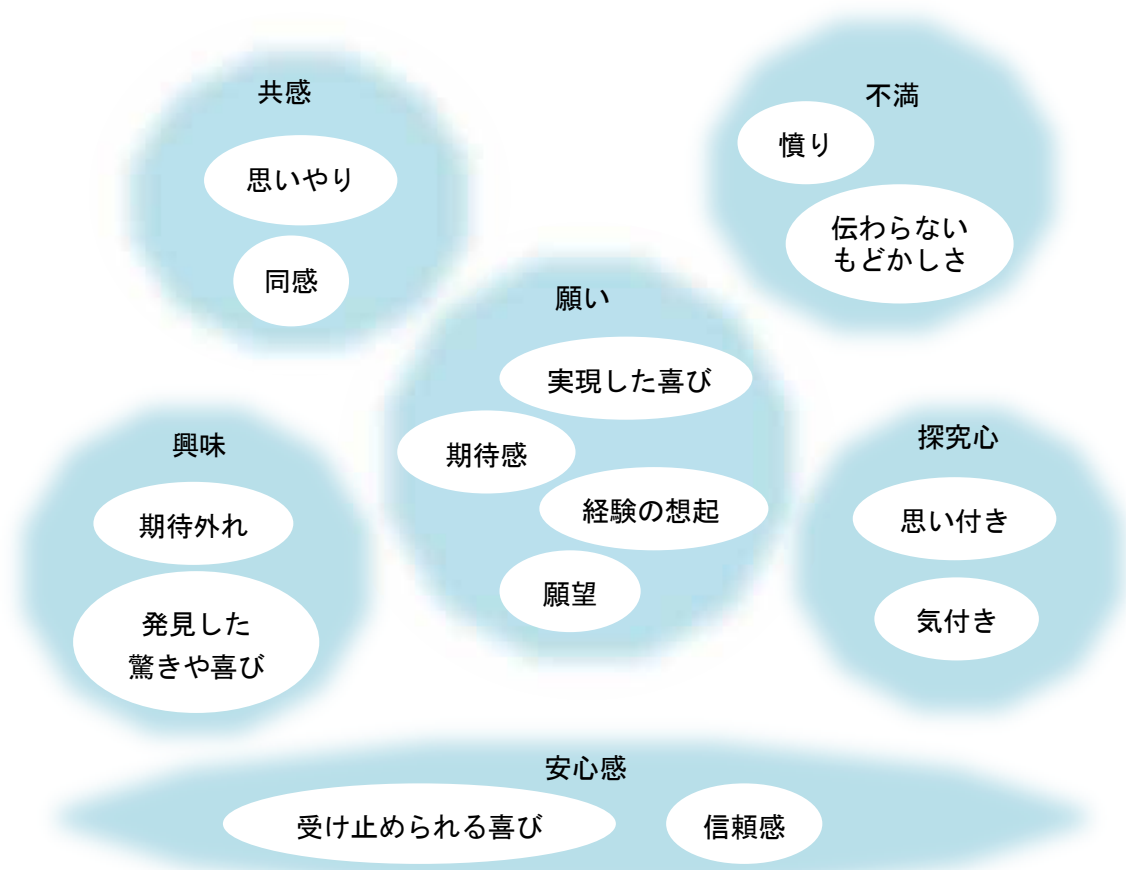 共感
思いやり
同感
不満
憤り
伝わらない
もどかしさ
願い
実現した喜び
期待感
経験の想起
願望
興味
期待外れ
発見した
驚きや喜び
探究心
思い付き
気付き
安心感
受け止められる喜び
信頼感